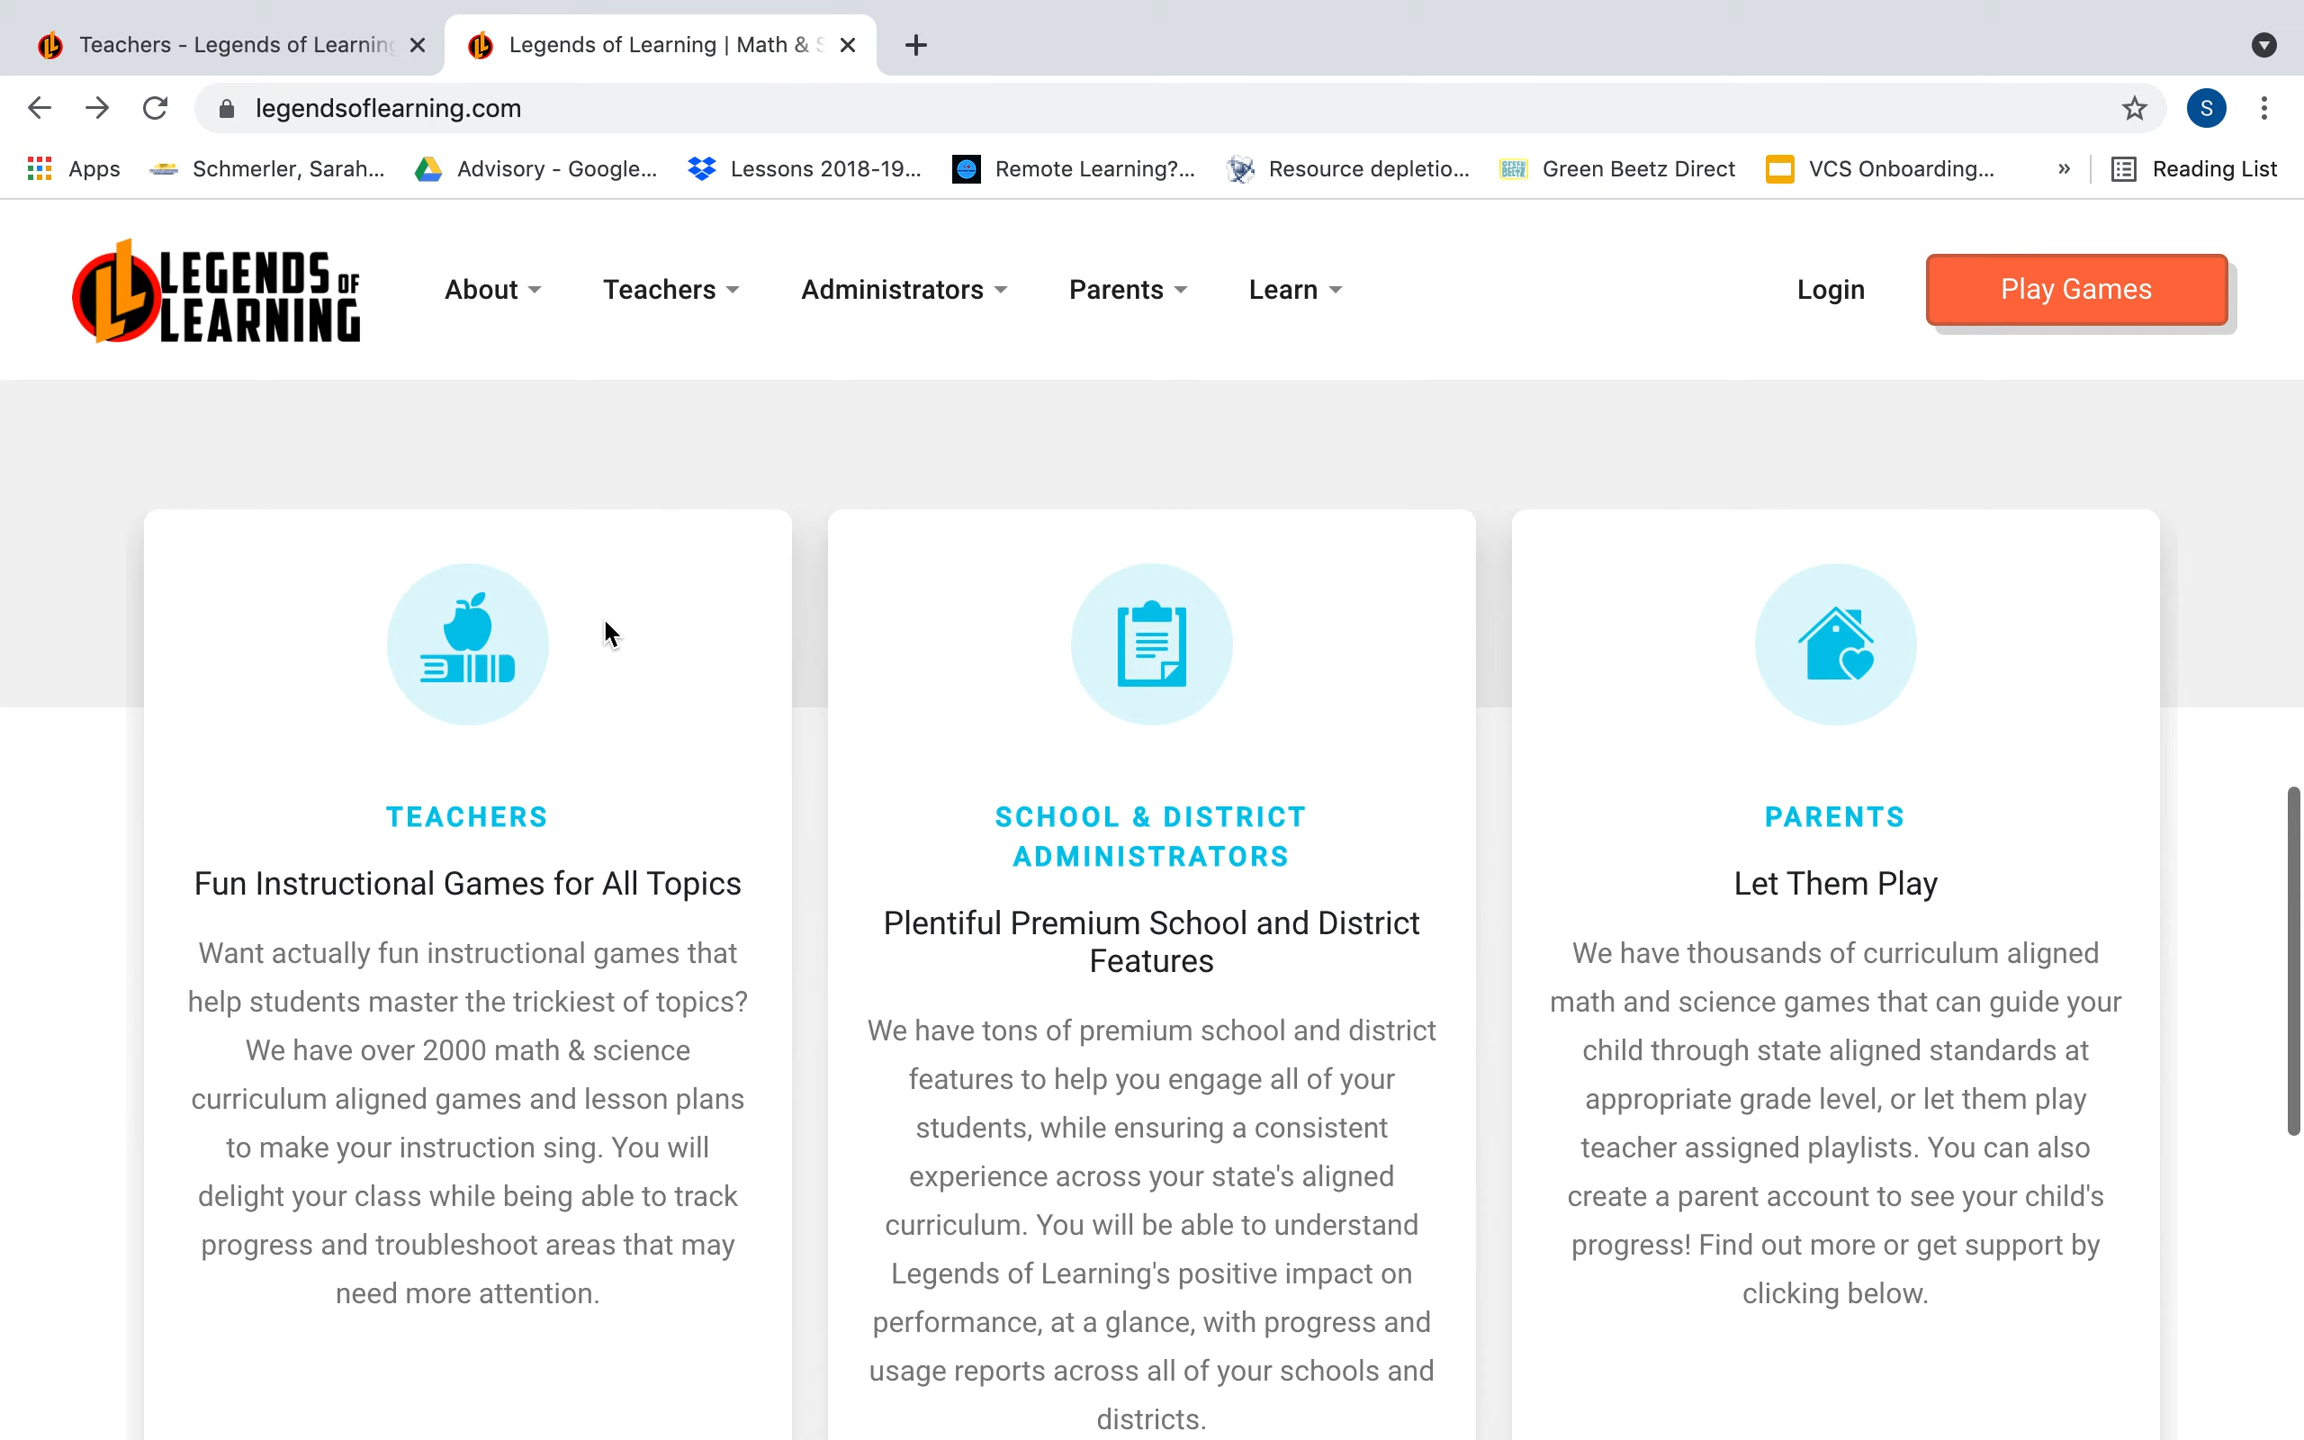 Teachers - Legends of Learning
Legends of Learning | Math & S
legendsoflearning.com
S
Apps
Schmerler, Sarah...
Advisory - Google...
Lessons 2018-19...
Remote Learning?...
Resource depletio...
Green Beetz Direct
VCS Onboarding...
»
Reading List
LEGENDS OF
LEARNING
About
Teachers
Administrators
Parents
Learn
Login
Play Games
TEACHERS
Fun Instructional Games for All Topics
Want actually fun instructional games that
help students master the trickiest of topics?
We have over 2000 math & science
curriculum aligned games and lesson plans
to make your instruction sing. You will
delight your class while being able to track
progress and troubleshoot areas that may
need more attention.
SCHOOL & DISTRICT
ADMINISTRATORS
Plentiful Premium School and District
Features
We have tons of premium school and district
features to help you engage all of your
students, while ensuring a consistent
experience across your state's aligned
curriculum. You will be able to understand
Legends of Learning's positive impact on
performance, at a glance, with progress and
usage reports across all of your schools and
districts.
PARENTS
Let Them Play
We have thousands of curriculum aligned
math and science games that can guide your
child through state aligned standards at
appropriate grade level, or let them play
teacher assigned playlists. You can also
create a parent account to see your child's
progress! Find out more or get support by
clicking below.